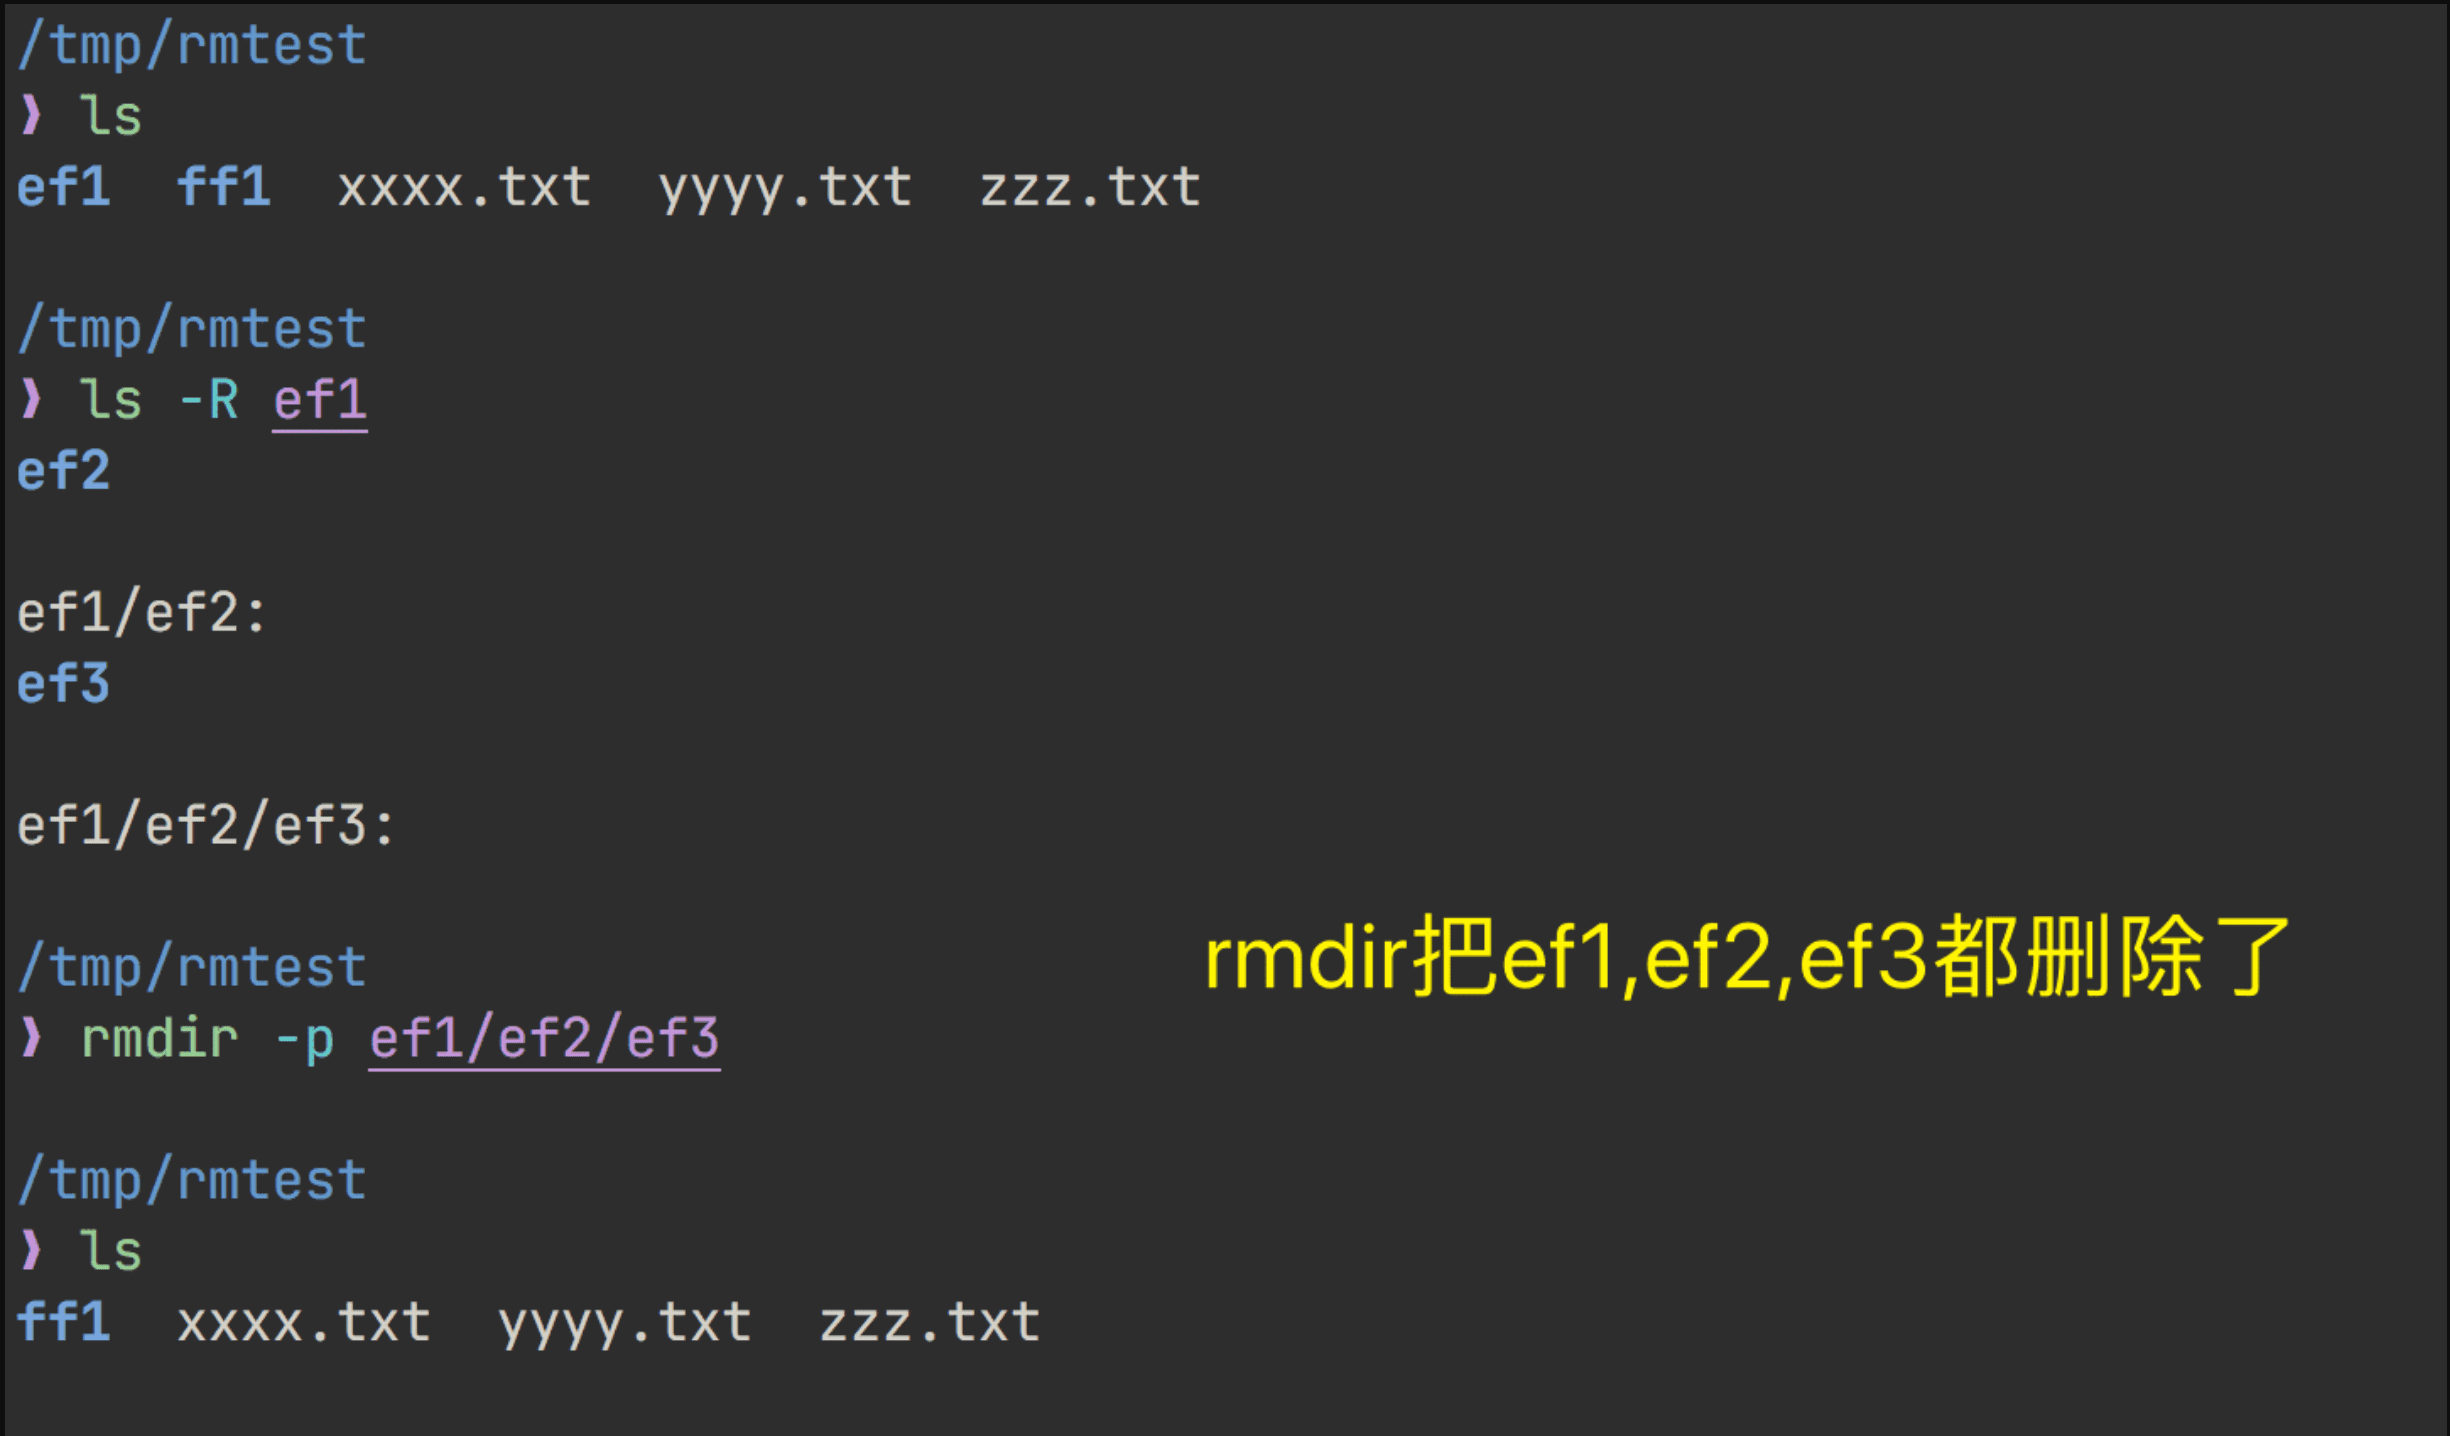 /tmp/rmtest
❯ ls
ef1  ff1  xxxx.txt  yyyy.txt  zzz.txt
/tmp/rmtest
❯ ls -R ef1
ef2
ef1/ef2:
ef3
ef1/ef2/ef3:
rmdir把ef1,ef2,ef3都删除了
/tmp/rmtest
❯ rmdir -p ef1/ef2/ef3
/tmp/rmtest
❯ ls
ff1  xxxx.txt  yyyy.txt  zzz.txt